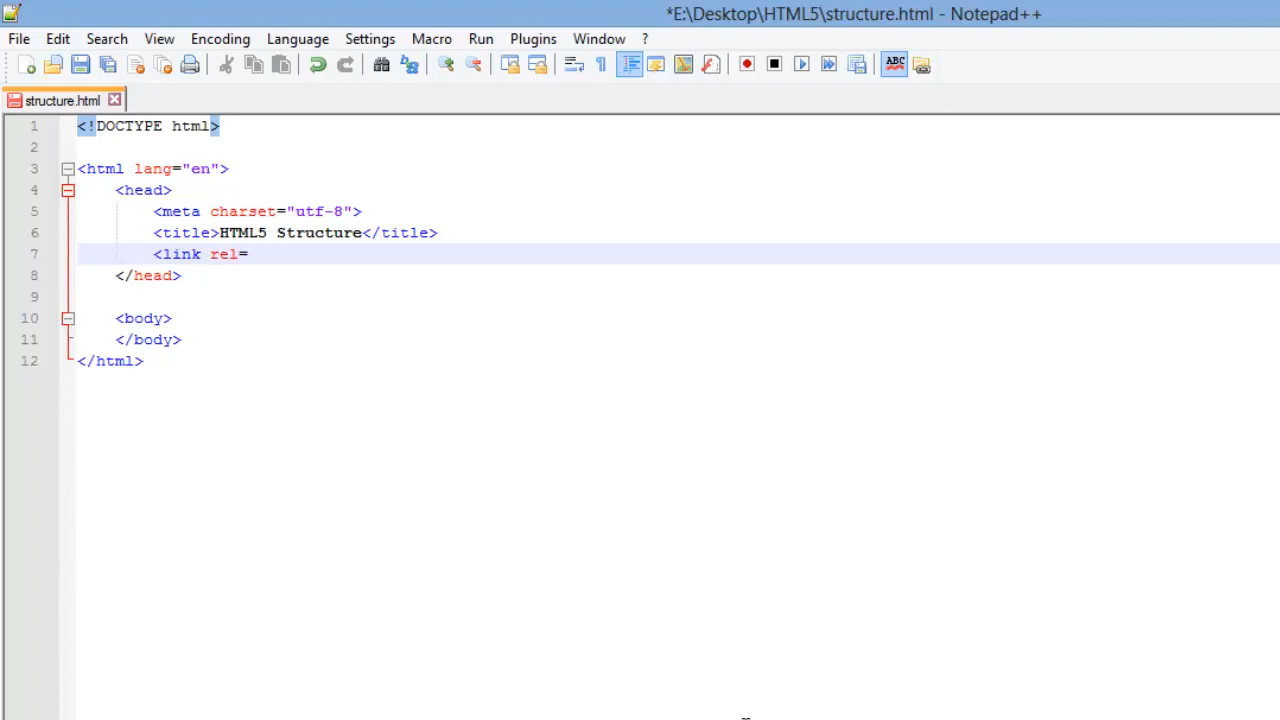 *E:\Desktop\HTML5\structure.html - Notepad++
File Edit Search View Encoding Language Settings Macro Run Plugins Window ?
ABC
structure.html
1 <!DOCTYPE html>
2
3 <html lang="en">
4 <head>
5 <meta charset="utf-8">
6 <title>HTML5 Structure</title>
7 <link rel=
8 </head>
9
10 <body>
11 </body>
12 </html>